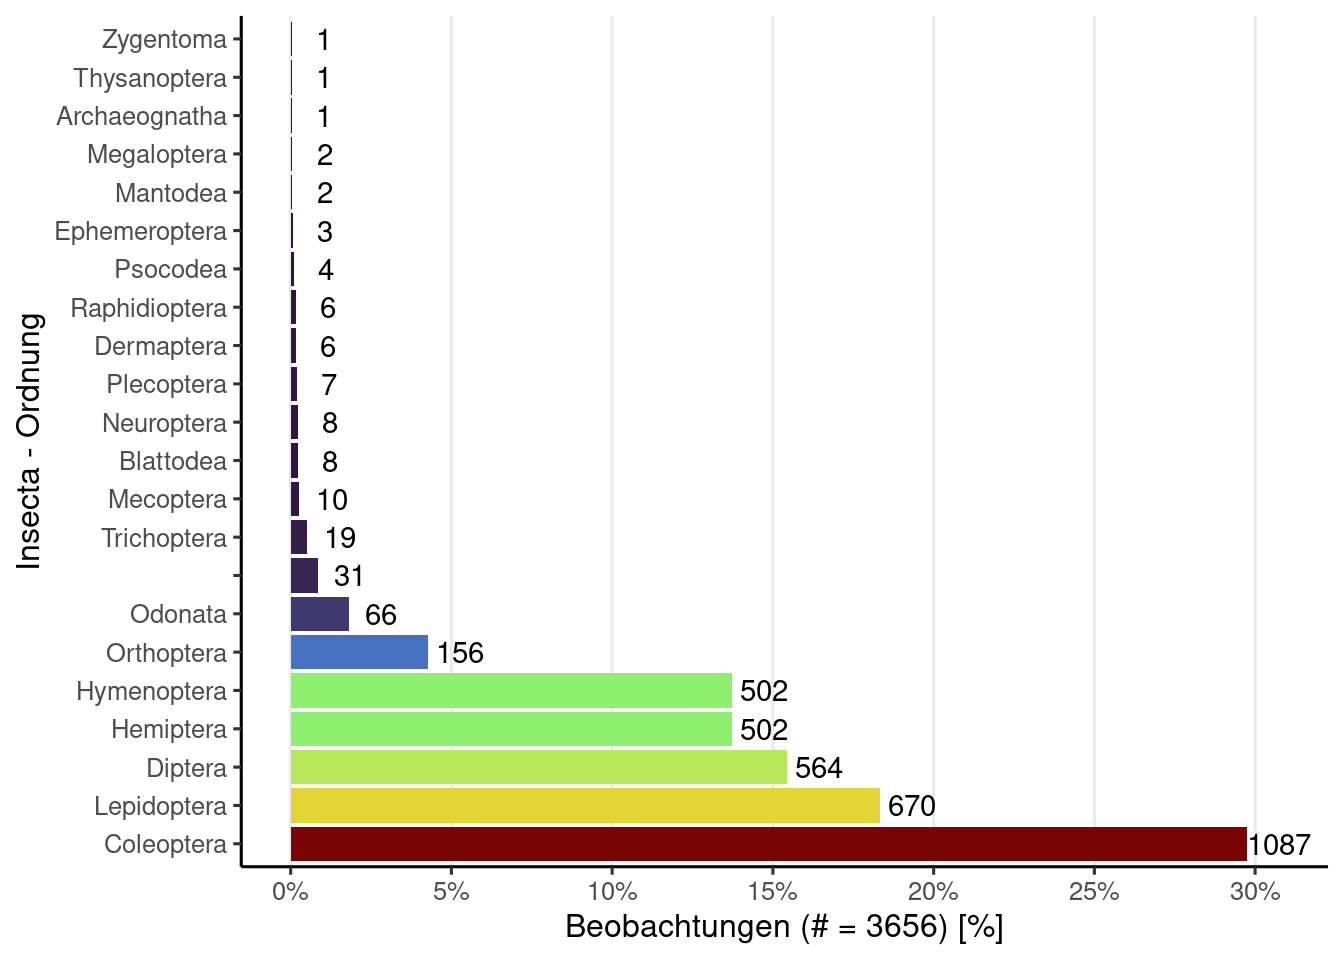 Zygentoma 1
Thysanoptera 1
Archaeognatha 1
Megaloptera 2
Mantodea 2
Ephemeroptera 3
Psocodea 4
Raphidioptera 6
Dermaptera 6
Plecoptera 7
Neuroptera 8
Blattodea 8
Mecoptera 10
Trichoptera 19
31
Odonata 66
Orthoptera 156
Hymenoptera 502
Hemiptera 502
Diptera 564
Lepidoptera 670
Coleoptera 1087
0% 5% 10% 15% 20% 25% 30%
Beobachtungen (# = 3656) [%]
Insecta - Ordnung